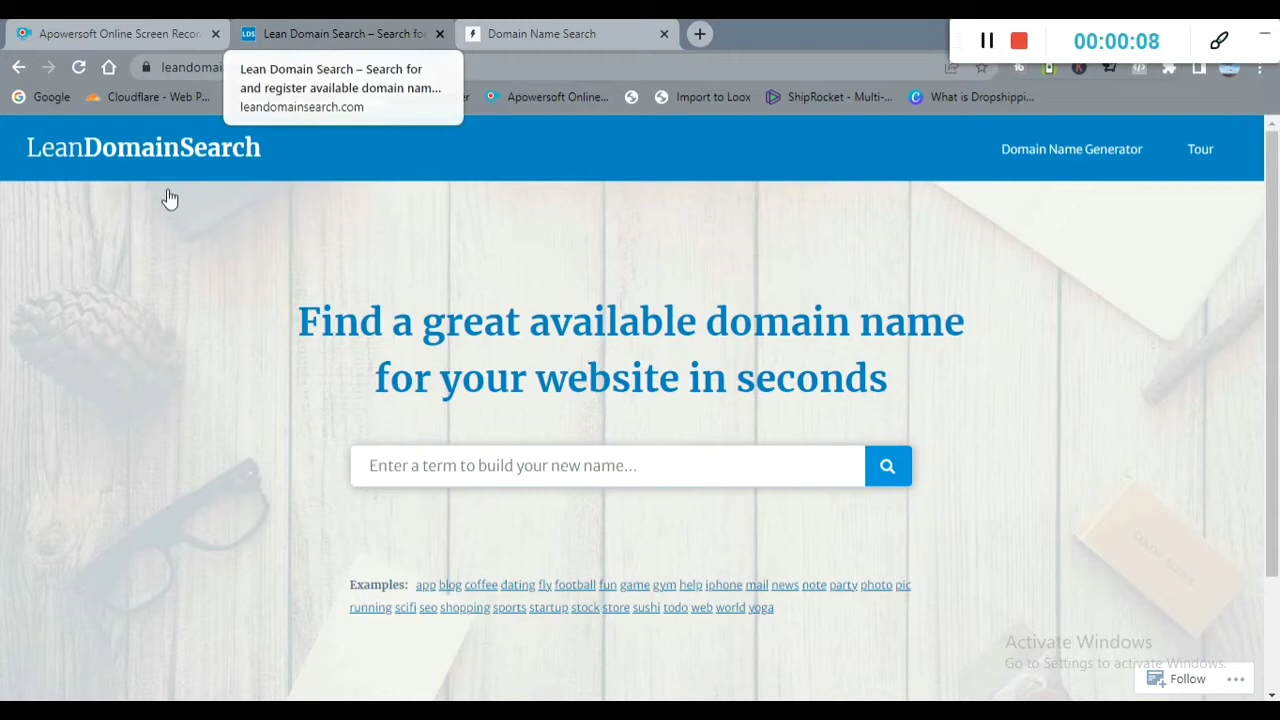 Apowersoft Online Screen Recor
Lean Domain Search – Search fo
Domain Name Search
00:00:08
leandomai
Lean Domain Search – Search for
and register available domain nam...
leandomainsearch.com
Google
Cloudflare - Web P...
Apowersoft Online...
Import to Loox
ShipRocket - Multi-...
What is Dropshippi...
LeanDomainSearch
Domain Name Generator
Tour
Find a great available domain name
for your website in seconds
Enter a term to build your new name...
Examples: app blog coffee dating fly football fun game gym help iphone mail news note party photo pic
running scifi seo shopping sports startup stock store sushi todo web world yoga
Activate Windows
Go to Settings to activate Windows.
Follow